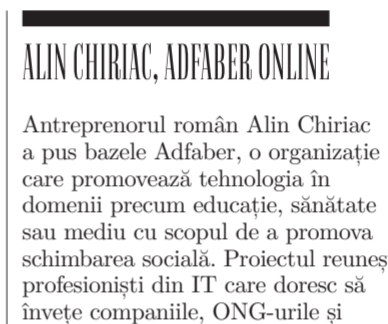 ALIN CHIRIAC, ADFABER ONLINE
Antreprenorul român Alin Chiriac
a pus bazele Adfaber, o organizație
care promovează tehnologia în
domenii precum educație, sănătate
sau mediu cu scopul de a promova
schimbarea socială. Proiectul reuneș
profesioniști din IT care doresc să
învețe companiile, ONG-urile și